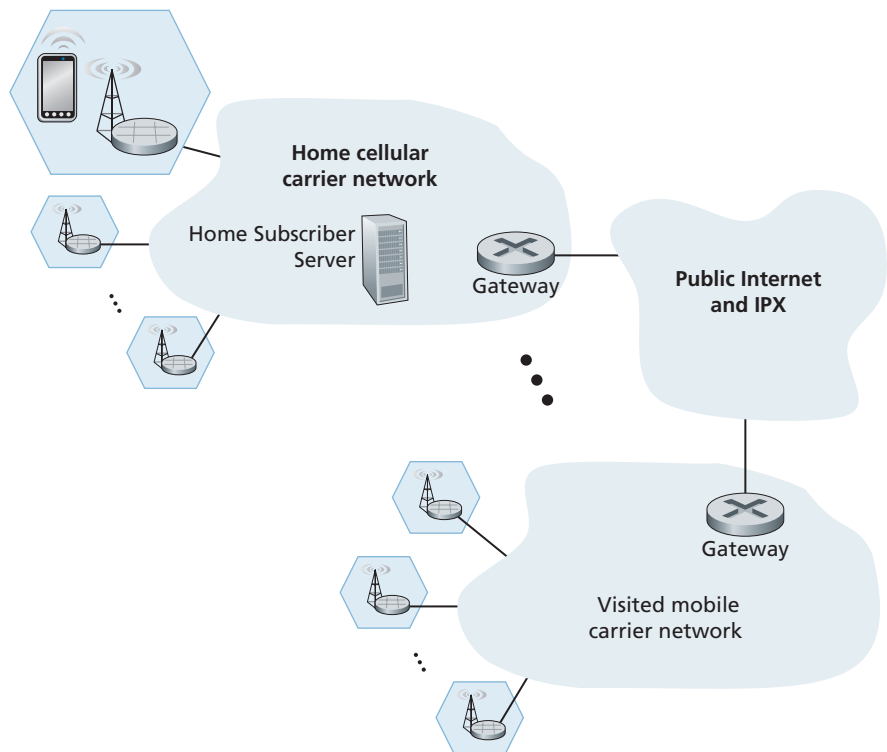 Home cellular
carrier network
Home Subscriber
Server
Gateway
Public Internet
and IPX
Gateway
Visited mobile
carrier network